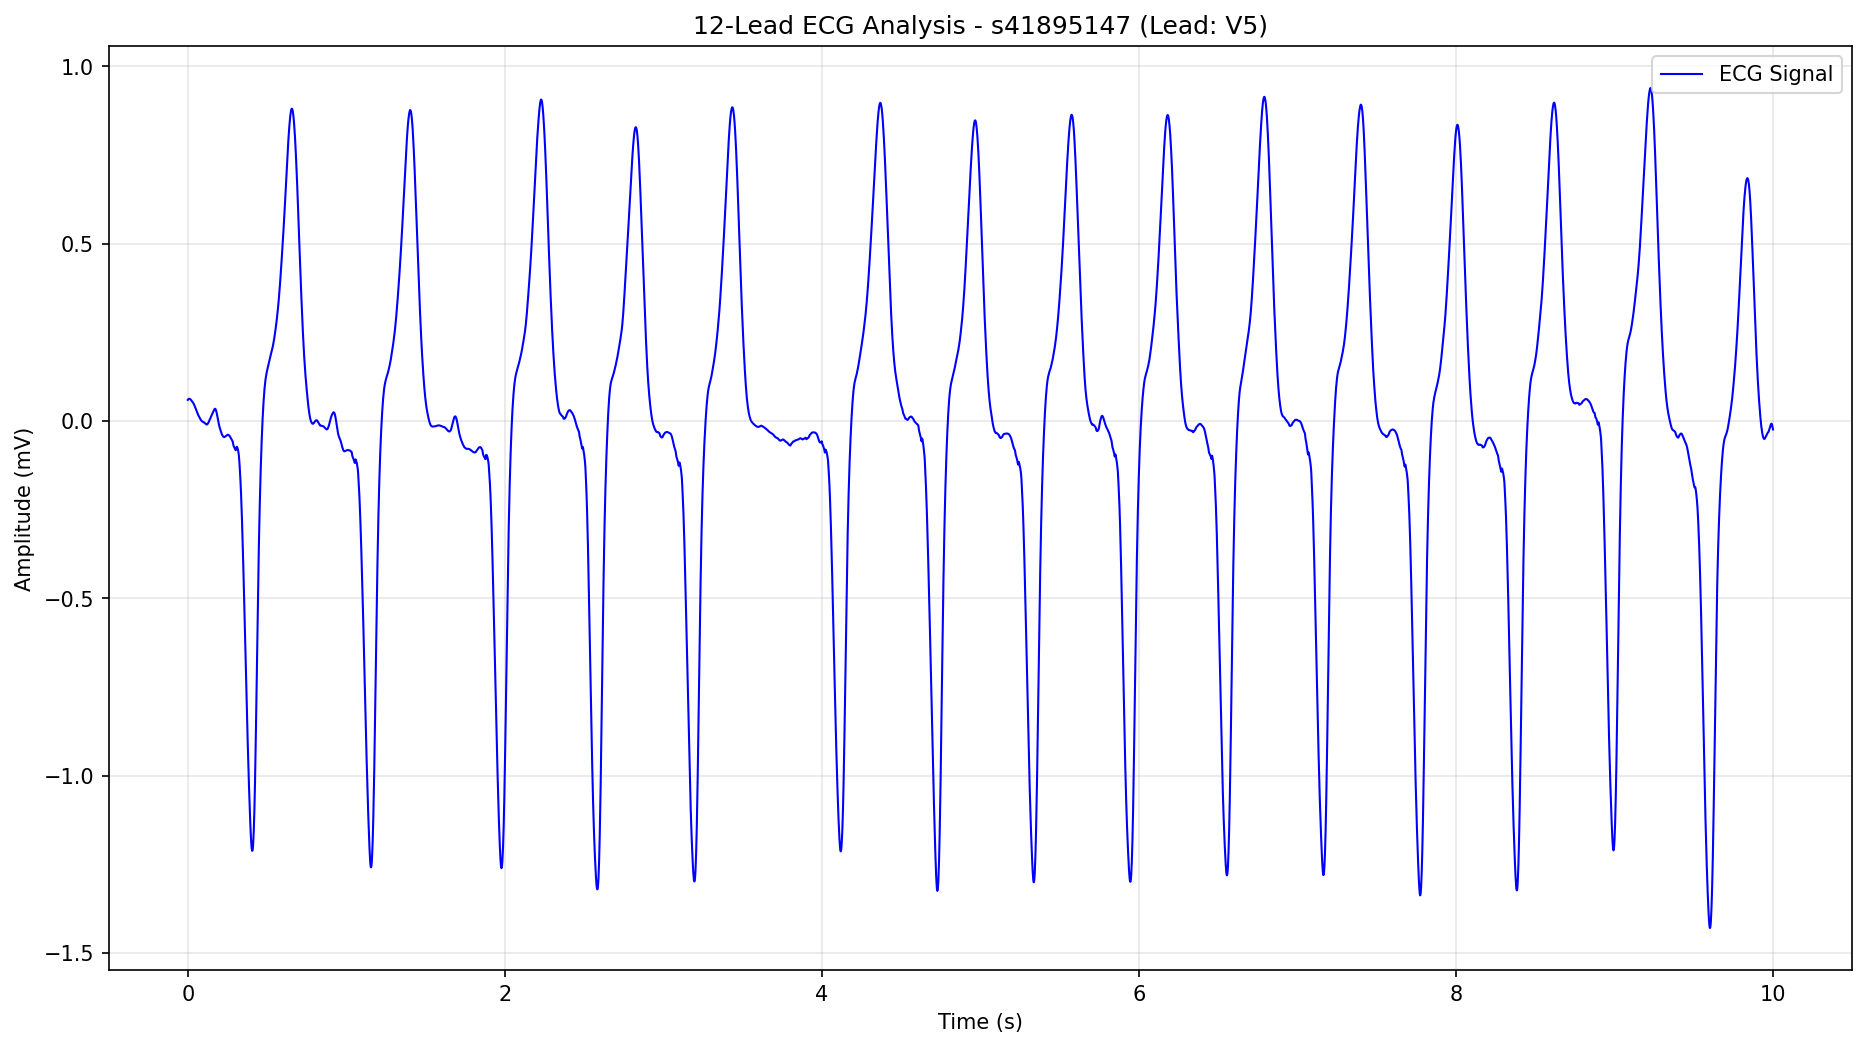 12-Lead ECG Analysis - s41895147 (Lead: V5)
ECG Signal
1.0
0.5
0.0
−0.5
−1.0
−1.5
Amplitude (mV)
0 2 4 6 8 10
Time (s)